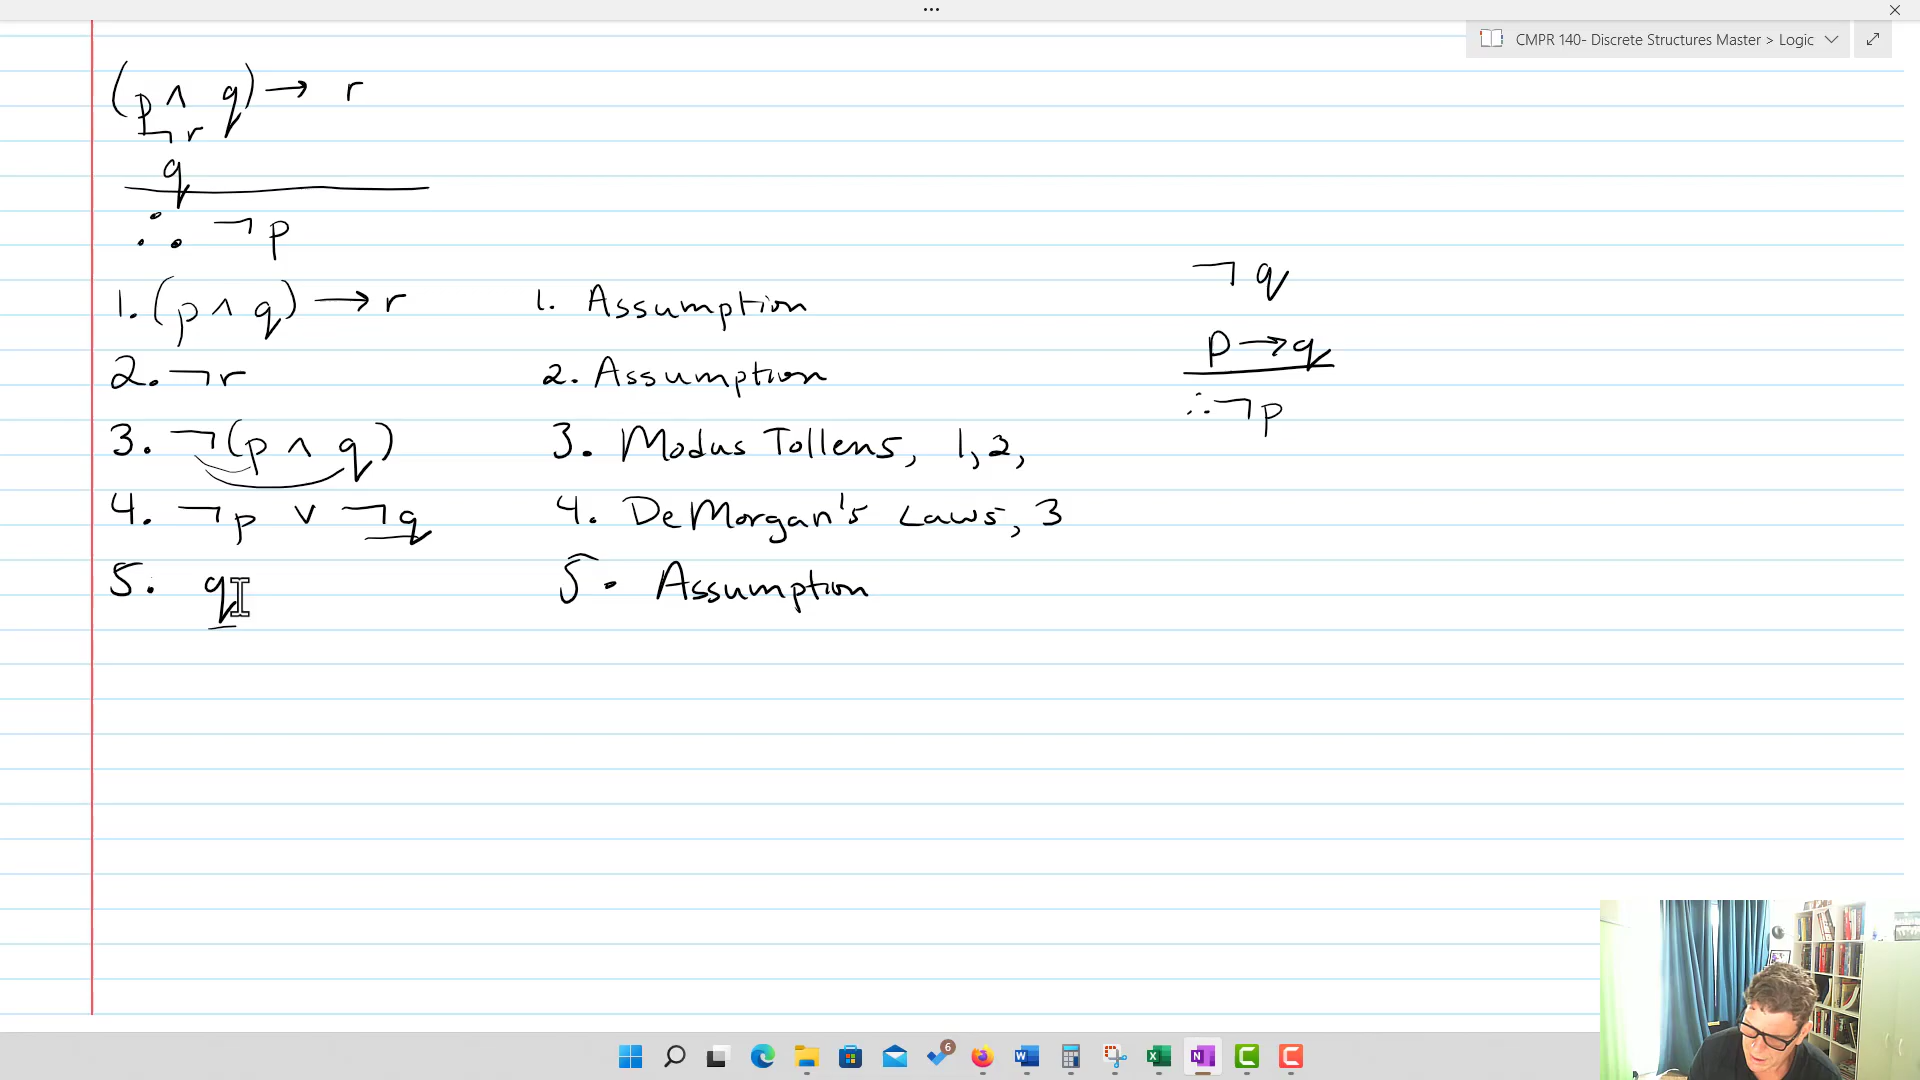 CMPR 140- Discrete Structures Master > Logic
(p ∧ q) → r
¬r
q
∴ ¬p
1. (p ∧ q) → r 1. Assumption
2. ¬r 2. Assumption
3. ¬(p ∧ q) 3. Modus Tollens, 1,2,
4. ¬p ∨ ¬q 4. DeMorgan's Laws, 3
5. q 5. Assumption
¬q
p → q
∴ ¬p
6